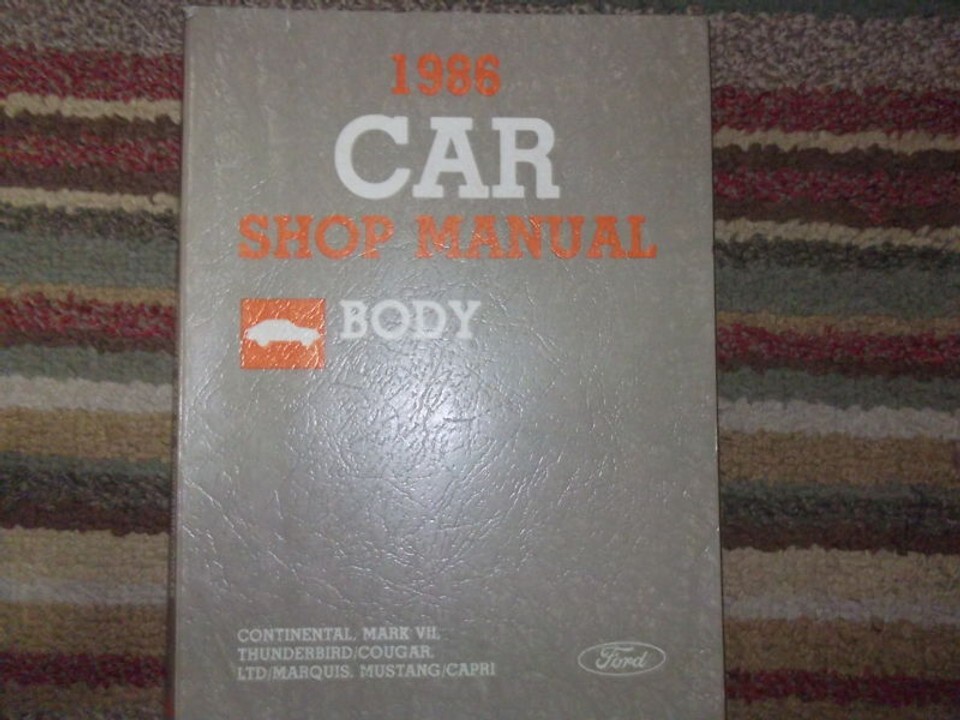 1986
CAR
SHOP MANUAL
BODY
CONTINENTAL, MARK VII,
THUNDERBIRD/COUGAR,
LTD/MARQUIS, MUSTANG/CAPRI
Ford